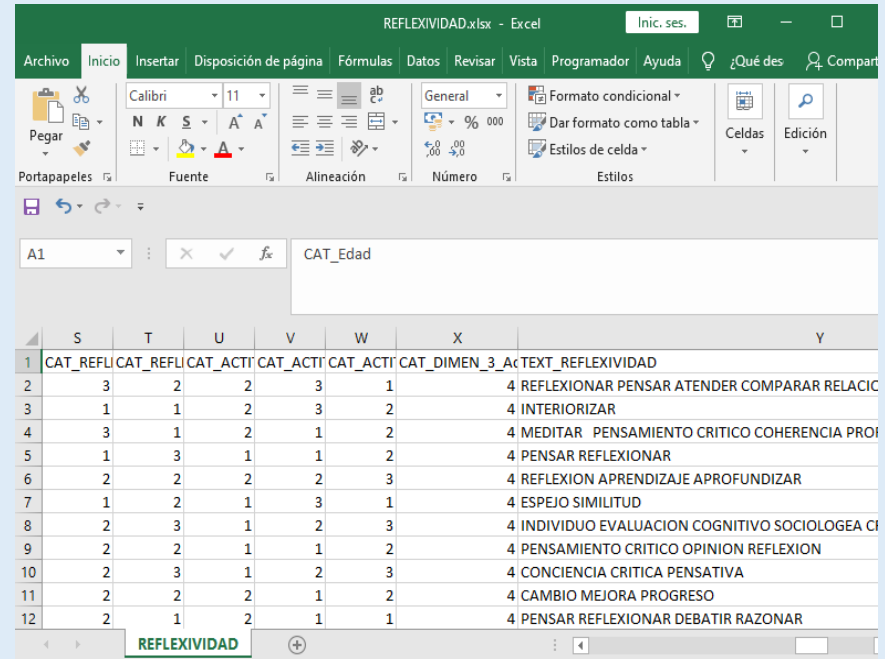 REFLEXIVIDAD.xlsx - Excel Inic. ses.
Archivo Inicio Insertar Disposición de página Fórmulas Datos Revisar Vista Programador Ayuda ¿Qué des Compart
Calibri 11 ab General Formato condicional
Pegar N K S A A % 000 Dar formato como tabla Celdas Edición
A Estilos de celda
Portapapeles Fuente Alineación Número Estilos
A1 fx CAT_Edad
S T U V W X Y
1 CAT_REFLI CAT_REFLI CAT_ACTI CAT_ACTI CAT_ACTI CAT_DIMEN_3_Ac TEXT_REFLEXIVIDAD
2 3 2 2 3 1 4 REFLEXIONAR PENSAR ATENDER COMPARAR RELACIO
3 1 1 2 3 2 4 INTERIORIZAR
4 3 1 2 1 2 4 MEDITAR PENSAMIENTO CRITICO COHERENCIA PROF
5 1 3 1 1 2 4 PENSAR REFLEXIONAR
6 2 2 2 2 3 4 REFLEXION APRENDIZAJE APROFUNDIZAR
7 1 2 1 3 1 4 ESPEJO SIMILITUD
8 2 3 1 2 3 4 INDIVIDUO EVALUACION COGNITIVO SOCIOLOGEA CR
9 2 2 1 1 2 4 PENSAMIENTO CRITICO OPINION REFLEXION
10 2 3 1 2 3 4 CONCIENCIA CRITICA PENSATIVA
11 2 2 2 1 2 4 CAMBIO MEJORA PROGRESO
12 2 1 2 1 1 4 PENSAR REFLEXIONAR DEBATIR RAZONAR
REFLEXIVIDAD